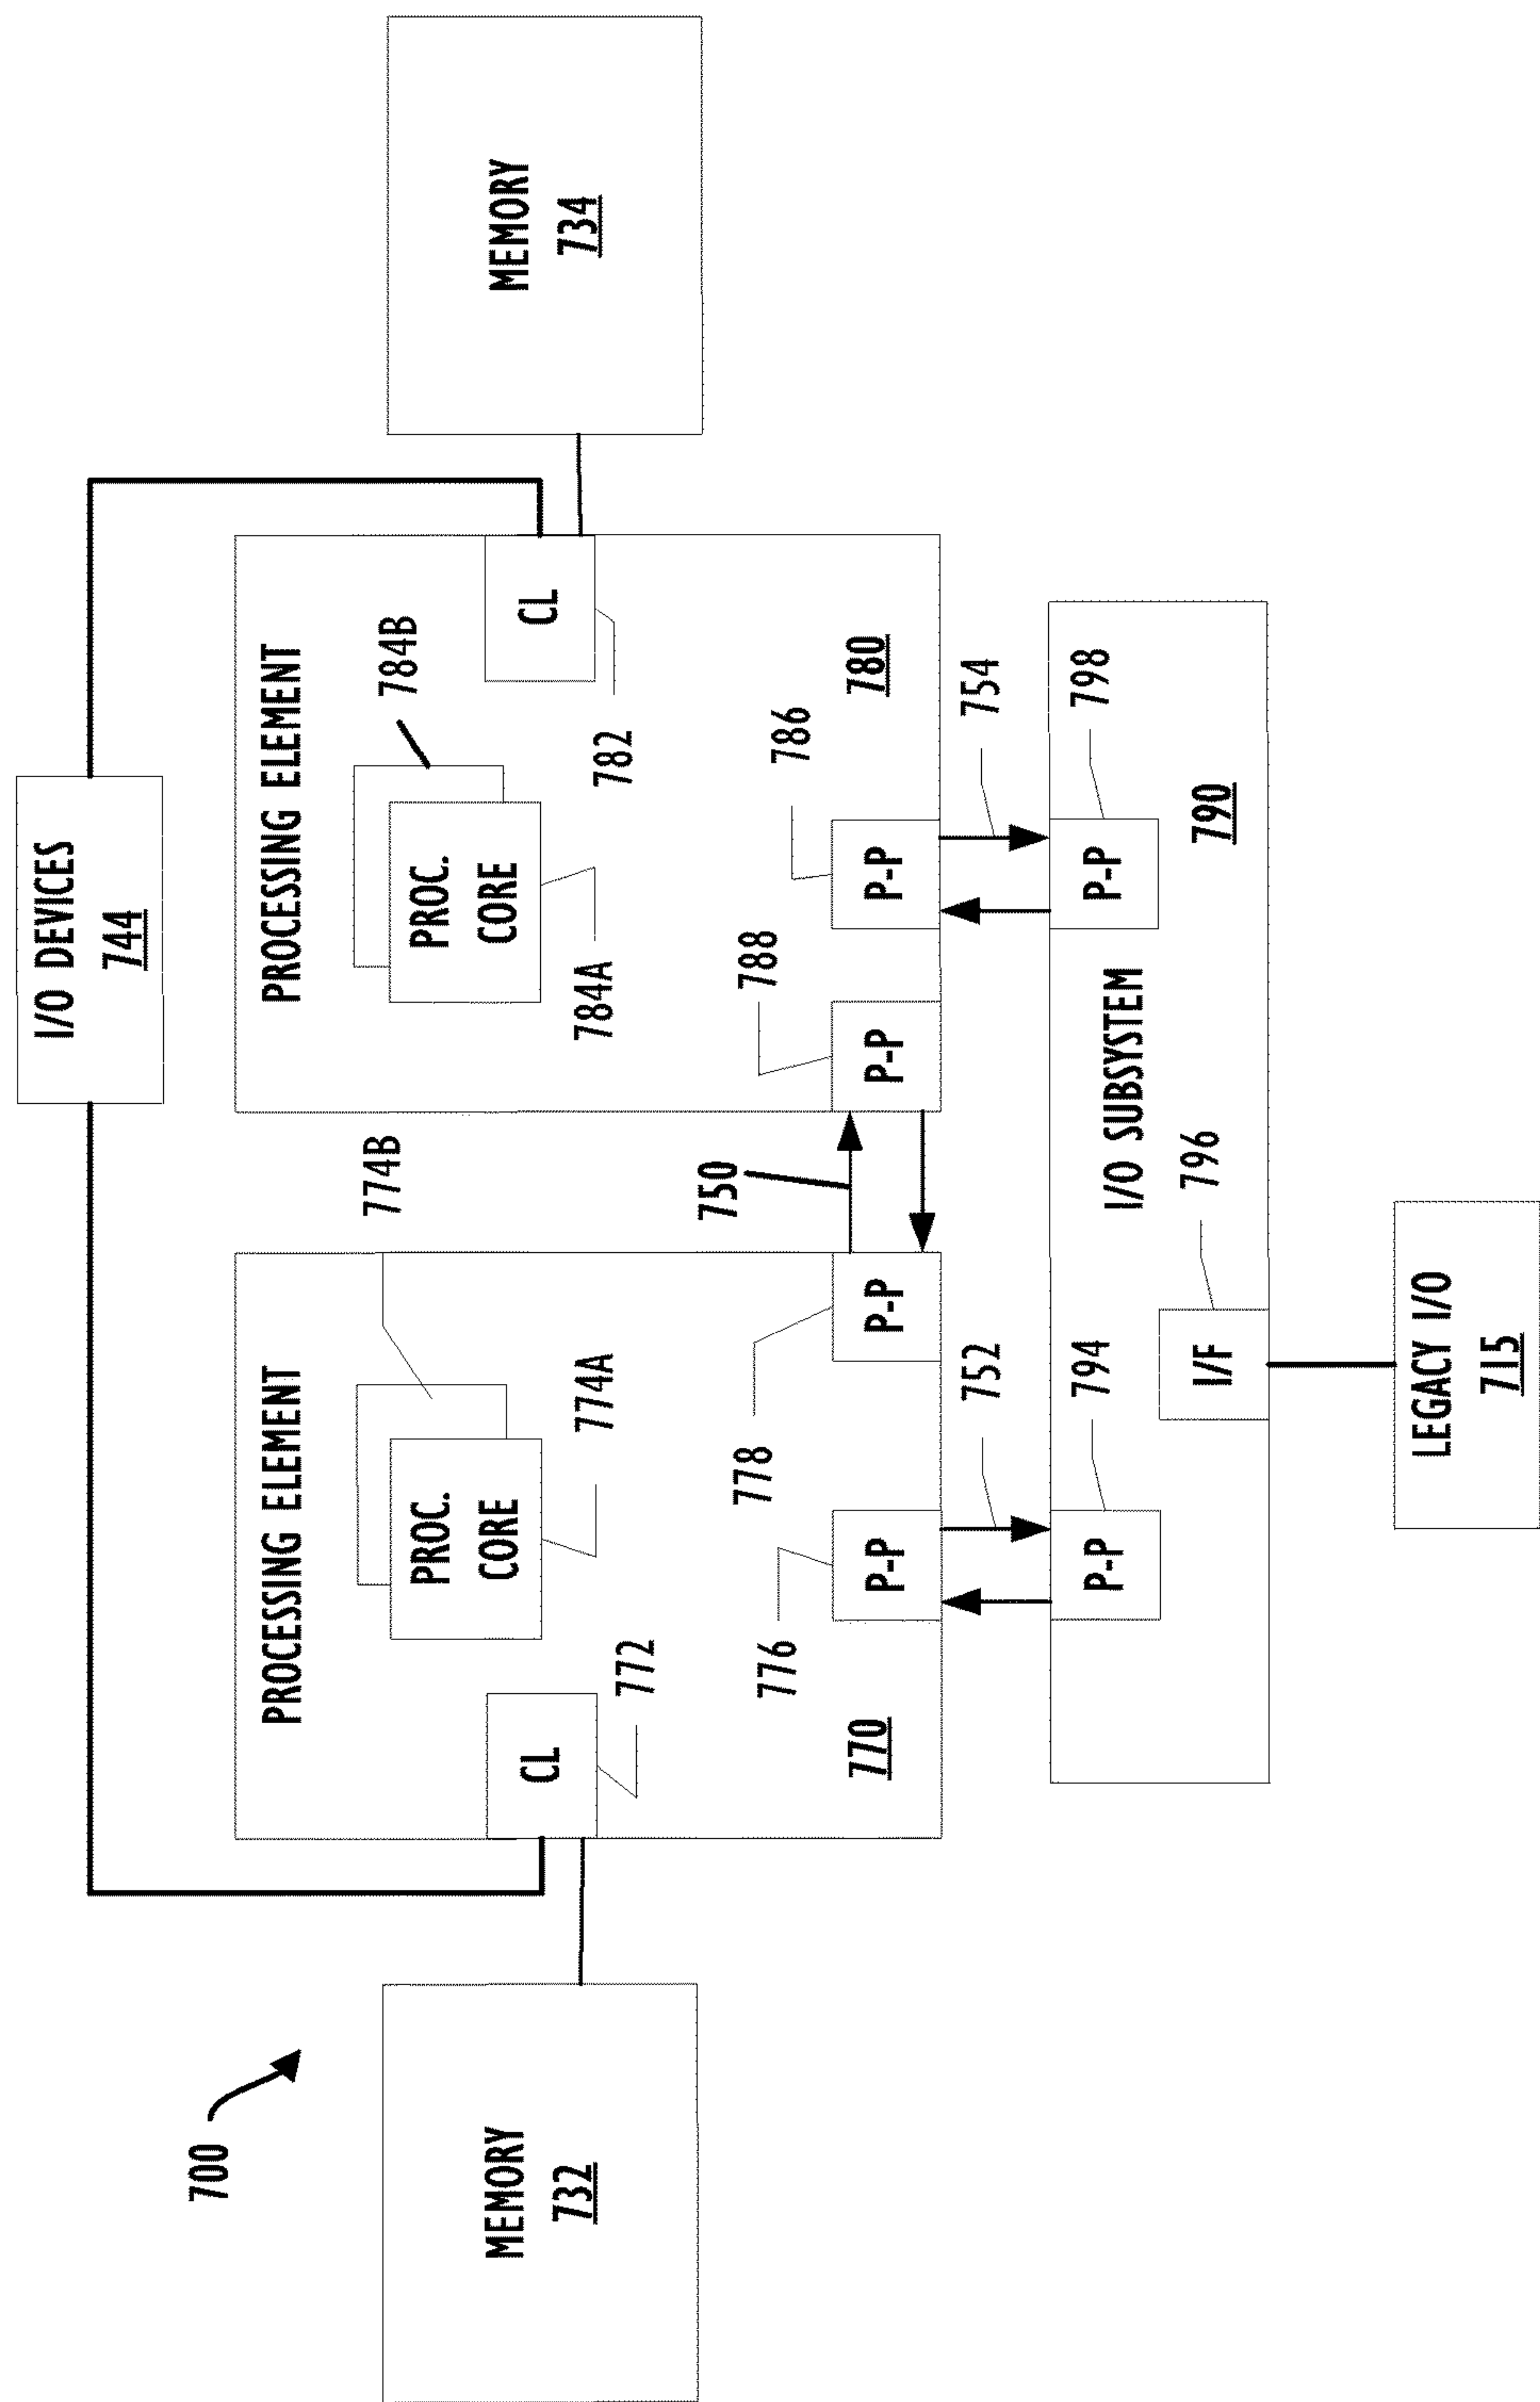 700
I/O DEVICES
744
MEMORY
732
PROCESSING ELEMENT
774B
PROC.
CORE
774A
CL
772
778
P-P
776
P-P
770
750
PROCESSING ELEMENT
784B
PROC.
CORE
784A
CL
782
788
P-P
786
P-P
780
MEMORY
734
752
754
794
P-P
I/O SUBSYSTEM
798
P-P
790
796
I/F
LEGACY I/O
715